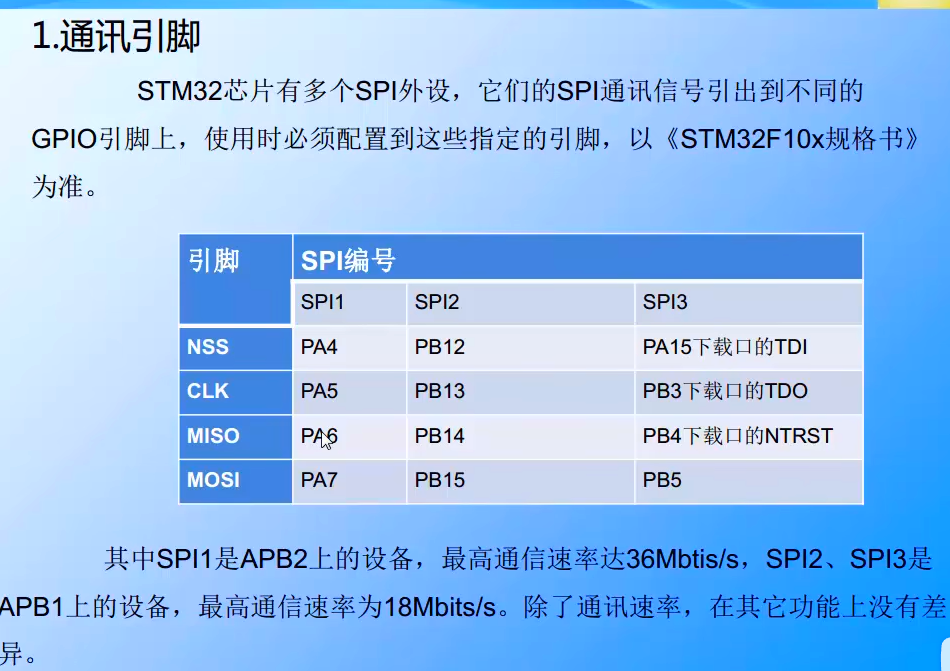 1.通讯引脚
STM32芯片有多个SPI外设，它们的SPI通讯信号引出到不同的
GPIO引脚上，使用时必须配置到这些指定的引脚，以《STM32F10x规格书》
为准。
引脚 SPI编号
SPI1 SPI2 SPI3
NSS PA4 PB12 PA15下载口的TDI
CLK PA5 PB13 PB3下载口的TDO
MISO PA6 PB14 PB4下载口的NTRST
MOSI PA7 PB15 PB5
其中SPI1是APB2上的设备，最高通信速率达36Mbtis/s，SPI2、SPI3是
APB1上的设备，最高通信速率为18Mbits/s。除了通讯速率，在其它功能上没有差
异。